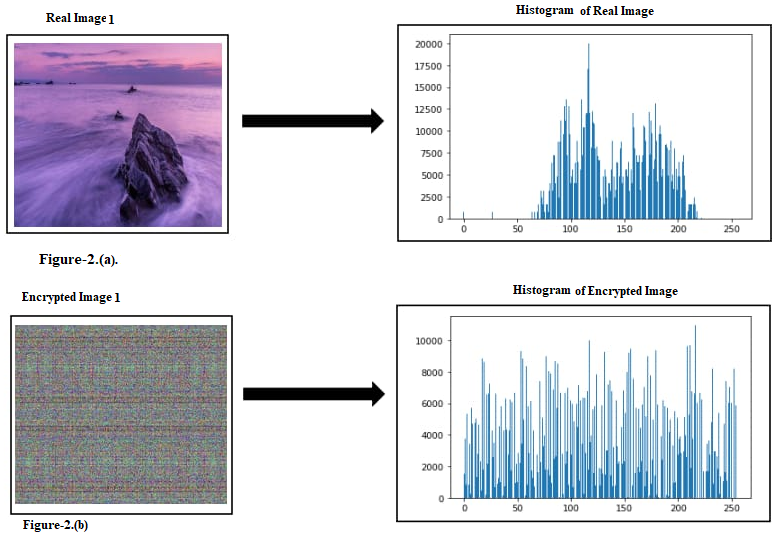 Real Image 1
Histogram of Real Image
20000
17500
15000
12500
10000
7500
5000
2500
0
0 50 100 150 200 250
Figure-2.(a).
Encrypted Image 1
Histogram of Encrypted Image
10000
8000
6000
4000
2000
0
0 50 100 150 200 250
Figure-2.(b)